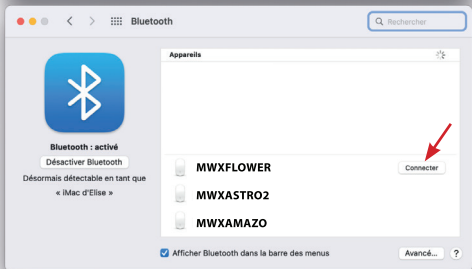 Bluetooth
Rechercher
Appareils
Bluetooth : activé
Désactiver Bluetooth
Désormais détectable en tant que
« iMac d'Elise »
MWXFLOWER
Connecter
MWXASTRO2
MWXAMAZO
Afficher Bluetooth dans la barre des menus
Avancé...
?